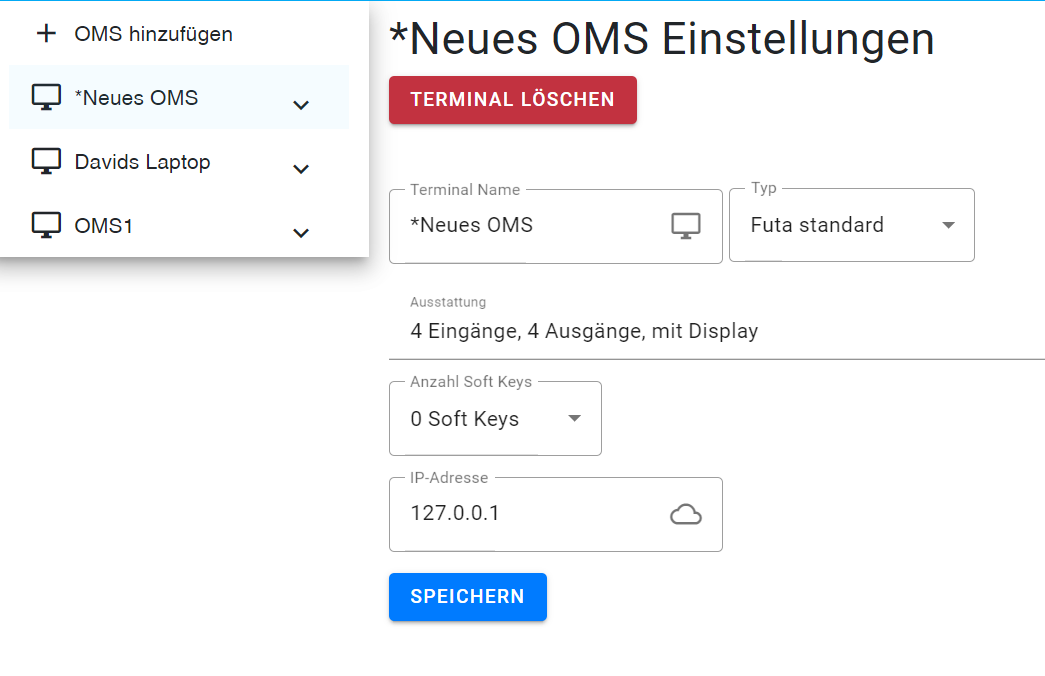 OMS hinzufügen
*Neues OMS
Davids Laptop
OMS1
*Neues OMS Einstellungen
TERMINAL LÖSCHEN
Terminal Name
*Neues OMS
Typ
Futa standard
Ausstattung
4 Eingänge, 4 Ausgänge, mit Display
Anzahl Soft Keys
0 Soft Keys
IP-Adresse
127.0.0.1
SPEICHERN